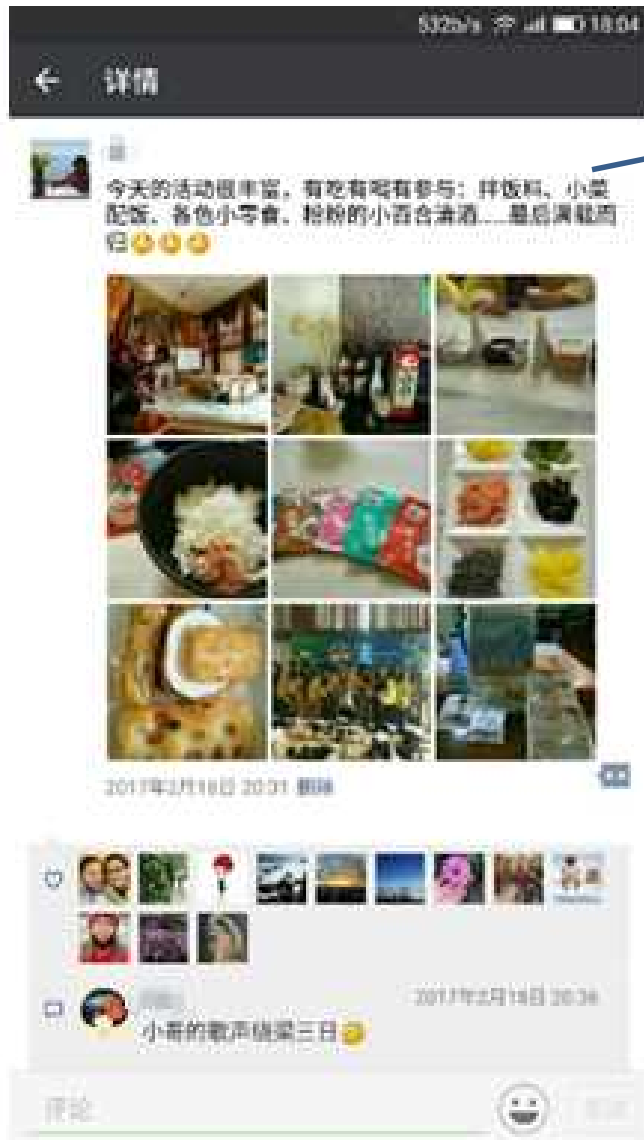 532b/s 18:04
详情
今天的活动很丰富，有吃有喝有参与：拌饭料、小菜
配饭、各色小零食、粉粉的小百合清酒……最后满载而
归
2017年2月18日 20:31 删除
2017年2月18日 20:36
小哥的歌声绕梁三日
评论